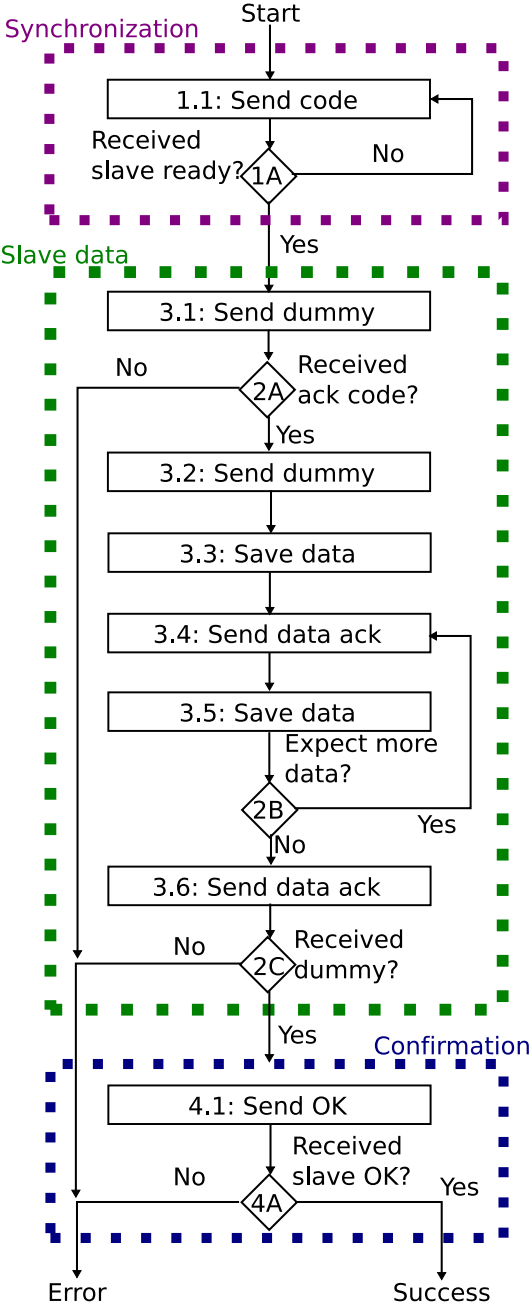 Start
Synchronization
1.1: Send code
Received
slave ready?
1A
No
Yes
Slave data
3.1: Send dummy
No
Received
ack code?
2A
Yes
3.2: Send dummy
3.3: Save data
3.4: Send data ack
3.5: Save data
Expect more
data?
2B
Yes
No
3.6: Send data ack
No
Received
dummy?
2C
Yes
Confirmation
4.1: Send OK
Received
slave OK?
No
4A
Yes
Error
Success